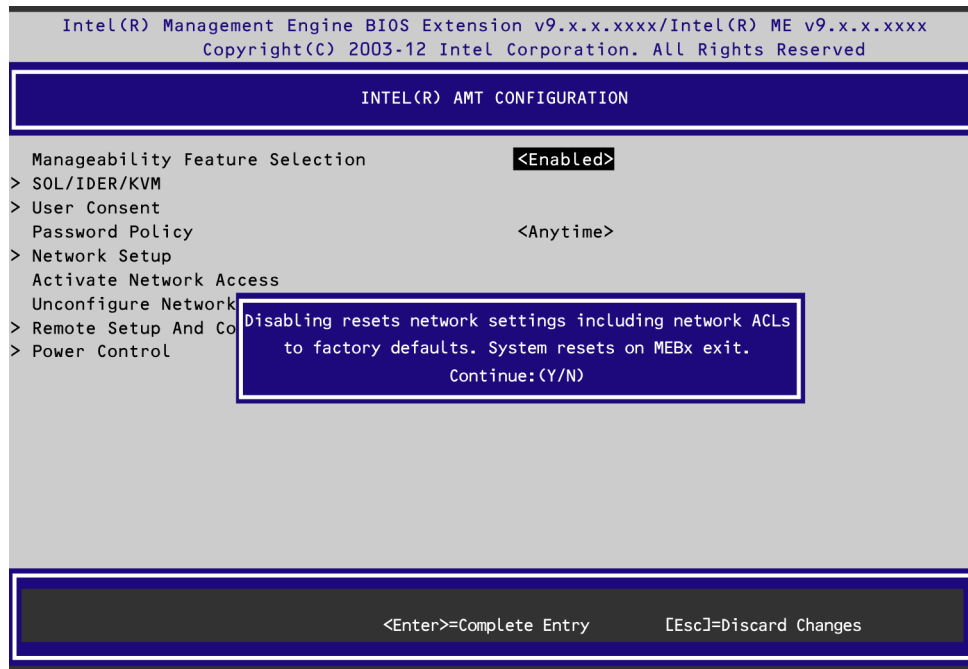 Intel(R) Management Engine BIOS Extension v9.x.x.xxxx/Intel(R) ME v9.x.x.xxxx
Copyright(C) 2003-12 Intel Corporation. All Rights Reserved
INTEL(R) AMT CONFIGURATION
Manageability Feature Selection <Enabled>
> SOL/IDER/KVM
> User Consent
Password Policy <Anytime>
> Network Setup
Activate Network Access
Unconfigure Network
> Remote Setup And Co
> Power Control
Disabling resets network settings including network ACLs
to factory defaults. System resets on MEBx exit.
Continue:(Y/N)
<Enter>=Complete Entry [Esc]=Discard Changes